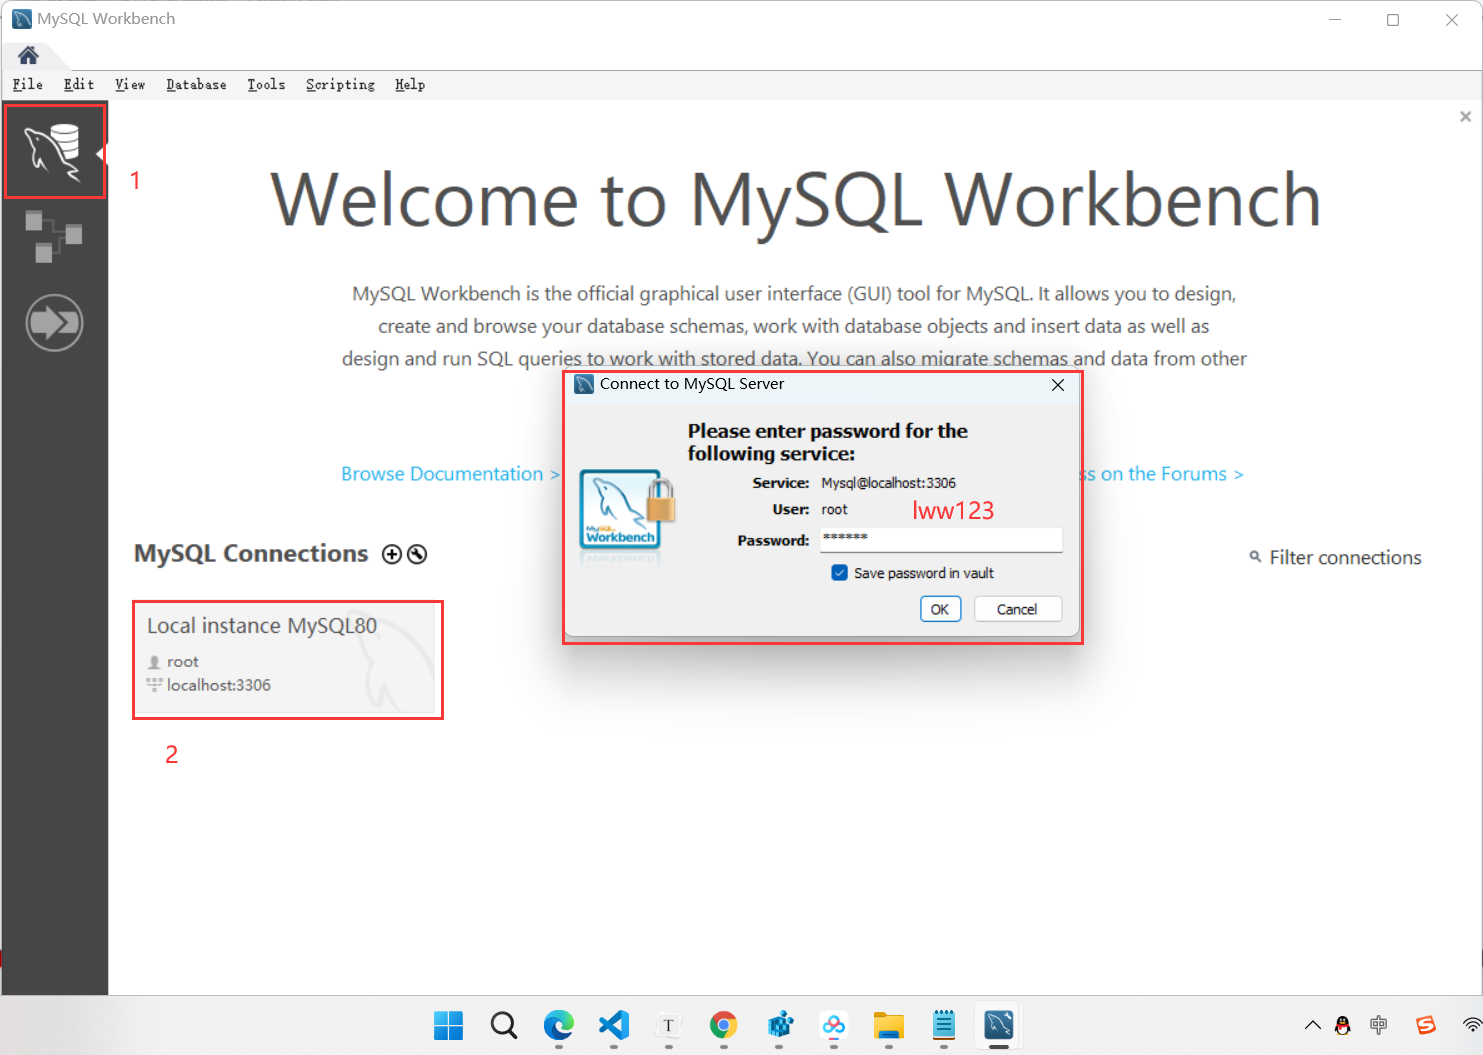 MySQL Workbench
File Edit View Database Tools Scripting Help
1
Welcome to MySQL Workbench
MySQL Workbench is the official graphical user interface (GUI) tool for MySQL. It allows you to design,
create and browse your database schemas, work with database objects and insert data as well as
design and run SQL queries to work with stored data. You can also migrate schemas and data from other
Connect to MySQL Server
Please enter password for the
following service:
Service: Mysql@localhost:3306
User: root
lww123
Password: ******
Save password in vault
OK Cancel
MySQL Workbench
Browse Documentation >
on the Forums >
MySQL Connections
Filter connections
Local instance MySQL80
root
localhost:3306
2
T
中